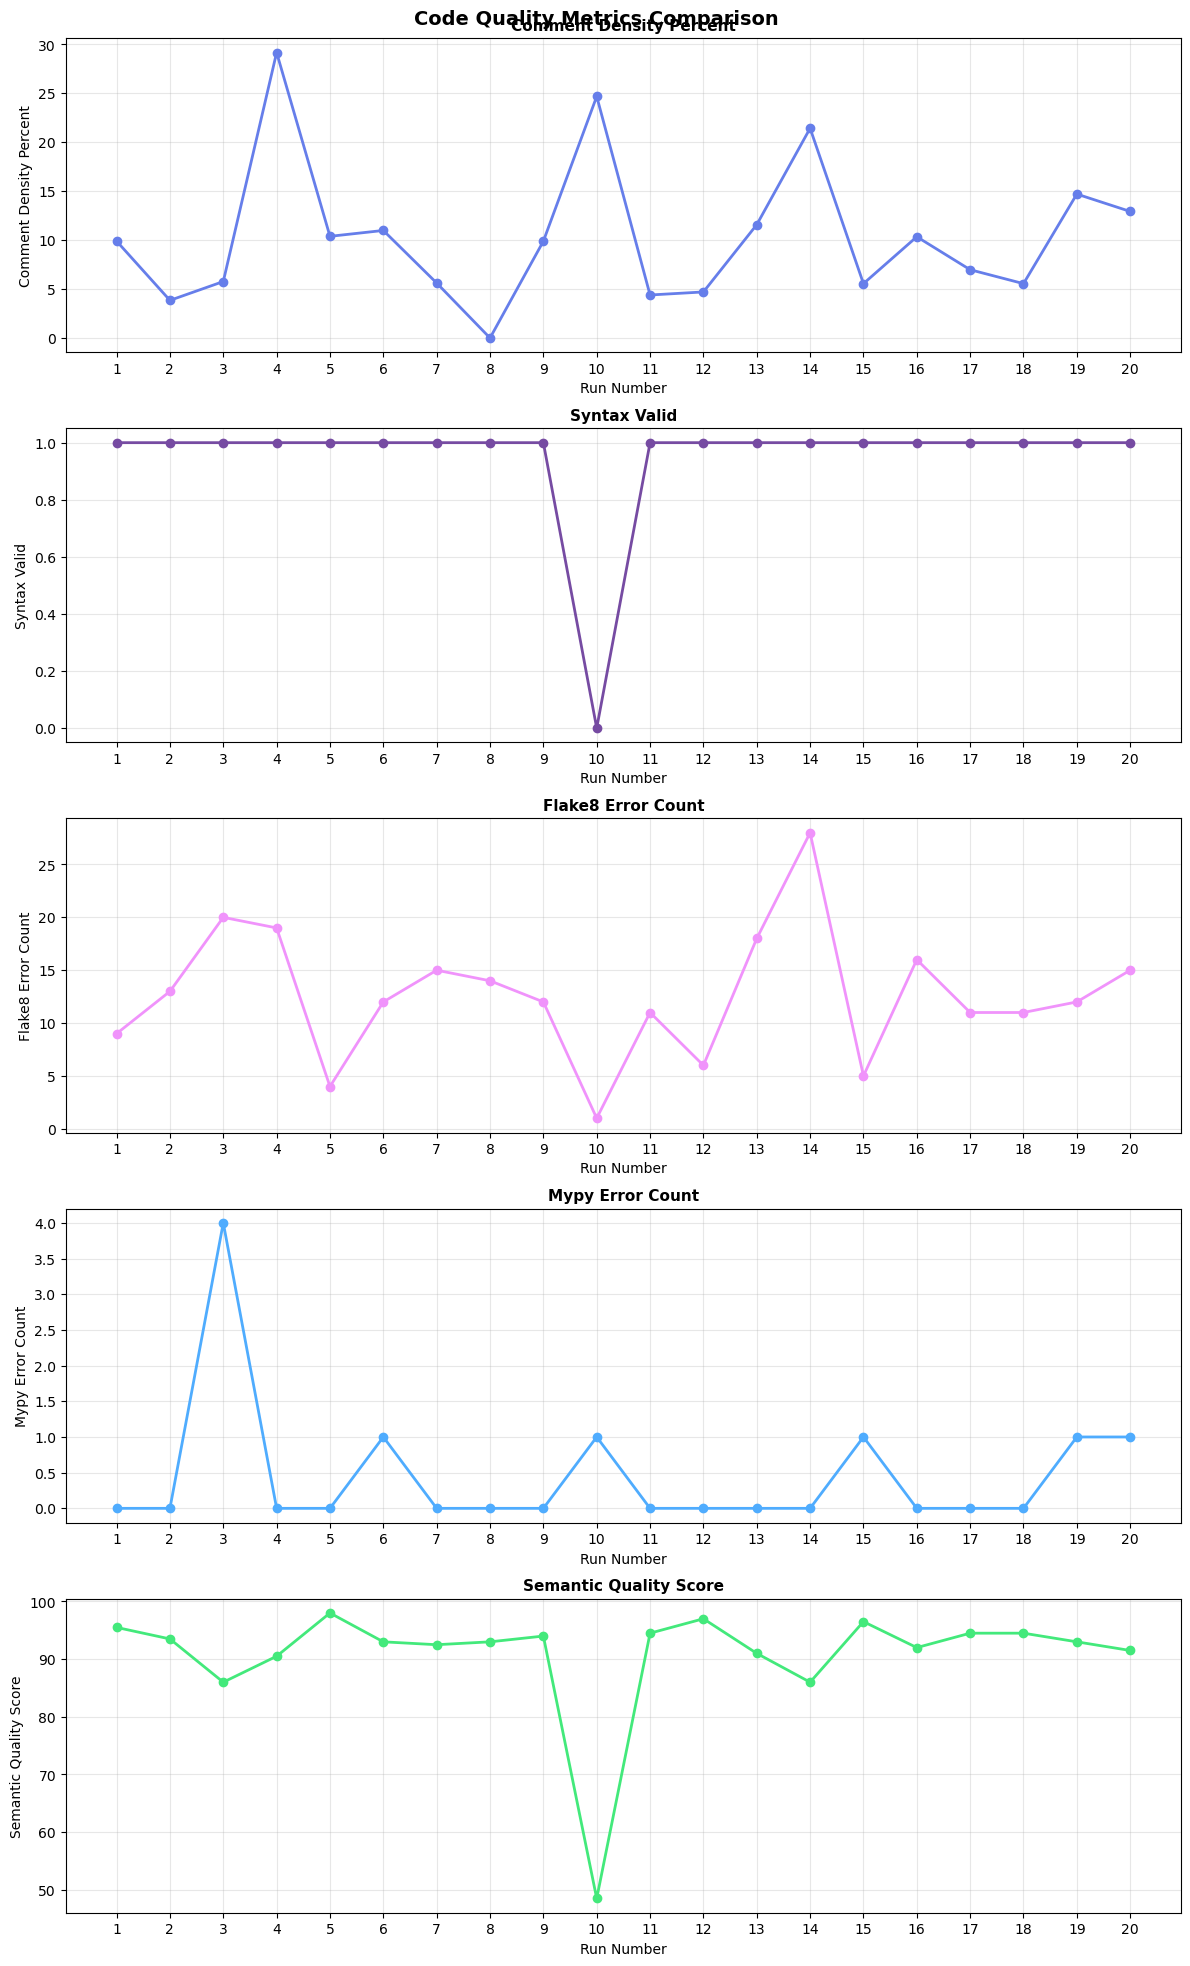 Code Quality Metrics Comparison
Comment Density Percent
Comment Density Percent
30
25
20
15
10
5
0
1 2 3 4 5 6 7 8 9 10 11 12 13 14 15 16 17 18 19 20
Run Number
Syntax Valid
Syntax Valid
1.0
0.8
0.6
0.4
0.2
0.0
1 2 3 4 5 6 7 8 9 10 11 12 13 14 15 16 17 18 19 20
Run Number
Flake8 Error Count
Flake8 Error Count
25
20
15
10
5
0
1 2 3 4 5 6 7 8 9 10 11 12 13 14 15 16 17 18 19 20
Run Number
Mypy Error Count
Mypy Error Count
4.0
3.5
3.0
2.5
2.0
1.5
1.0
0.5
0.0
1 2 3 4 5 6 7 8 9 10 11 12 13 14 15 16 17 18 19 20
Run Number
Semantic Quality Score
Semantic Quality Score
100
90
80
70
60
50
1 2 3 4 5 6 7 8 9 10 11 12 13 14 15 16 17 18 19 20
Run Number